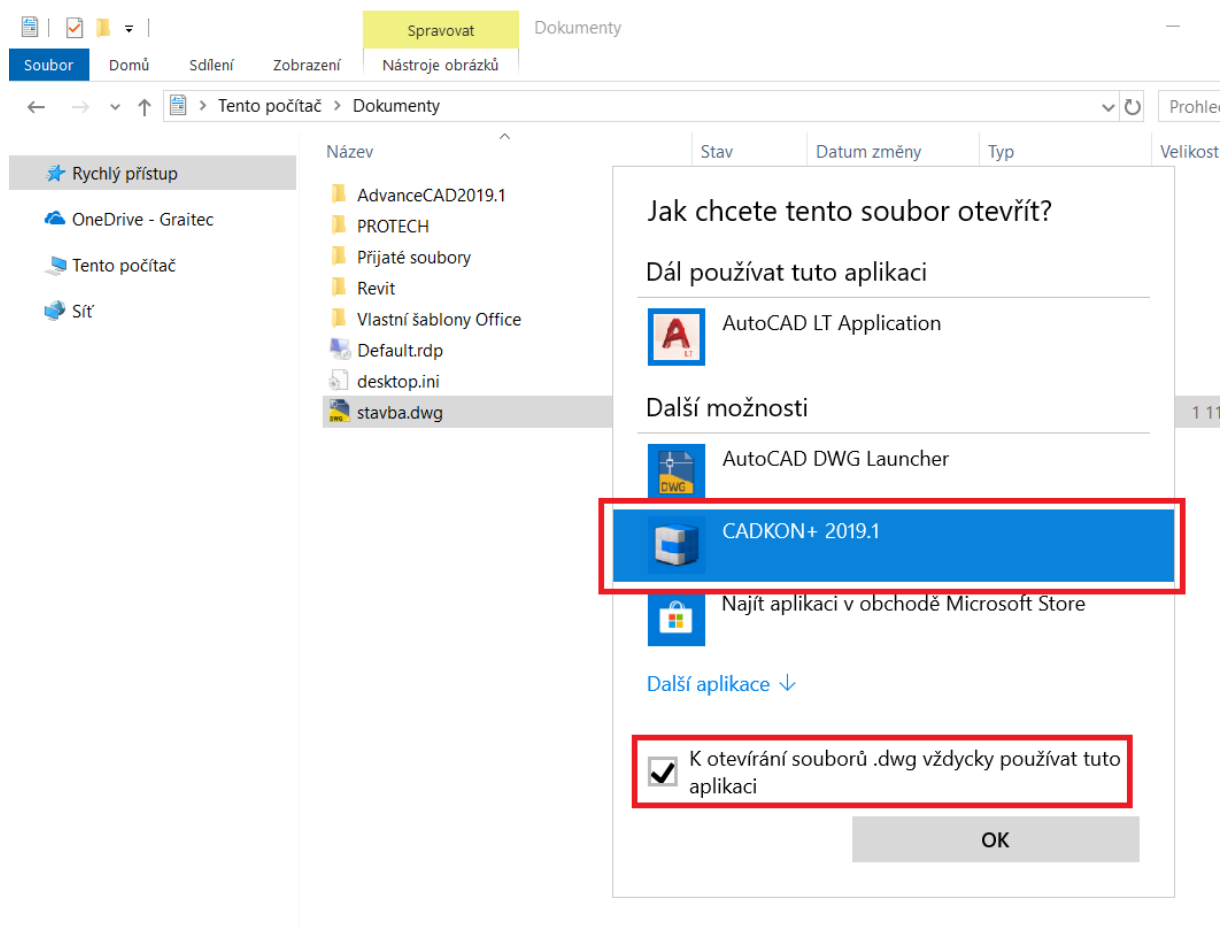 Spravovat
Dokumenty
Soubor
Domů
Sdílení
Zobrazení
Nástroje obrázků
Tento počítač
Dokumenty
Název
Stav
Datum změny
Typ
Velikost
Rychlý přístup
OneDrive - Graitec
Tento počítač
Síť
AdvanceCAD2019.1
PROTECH
Přijaté soubory
Revit
Vlastní šablony Office
Default.rdp
desktop.ini
stavba.dwg
Jak chcete tento soubor otevřít?
Dál používat tuto aplikaci
A
LT
AutoCAD LT Application
Další možnosti
DWG
AutoCAD DWG Launcher
CADKON+ 2019.1
Najít aplikaci v obchodě Microsoft Store
Další aplikace
K otevírání souborů .dwg vždycky používat tuto
aplikaci
OK